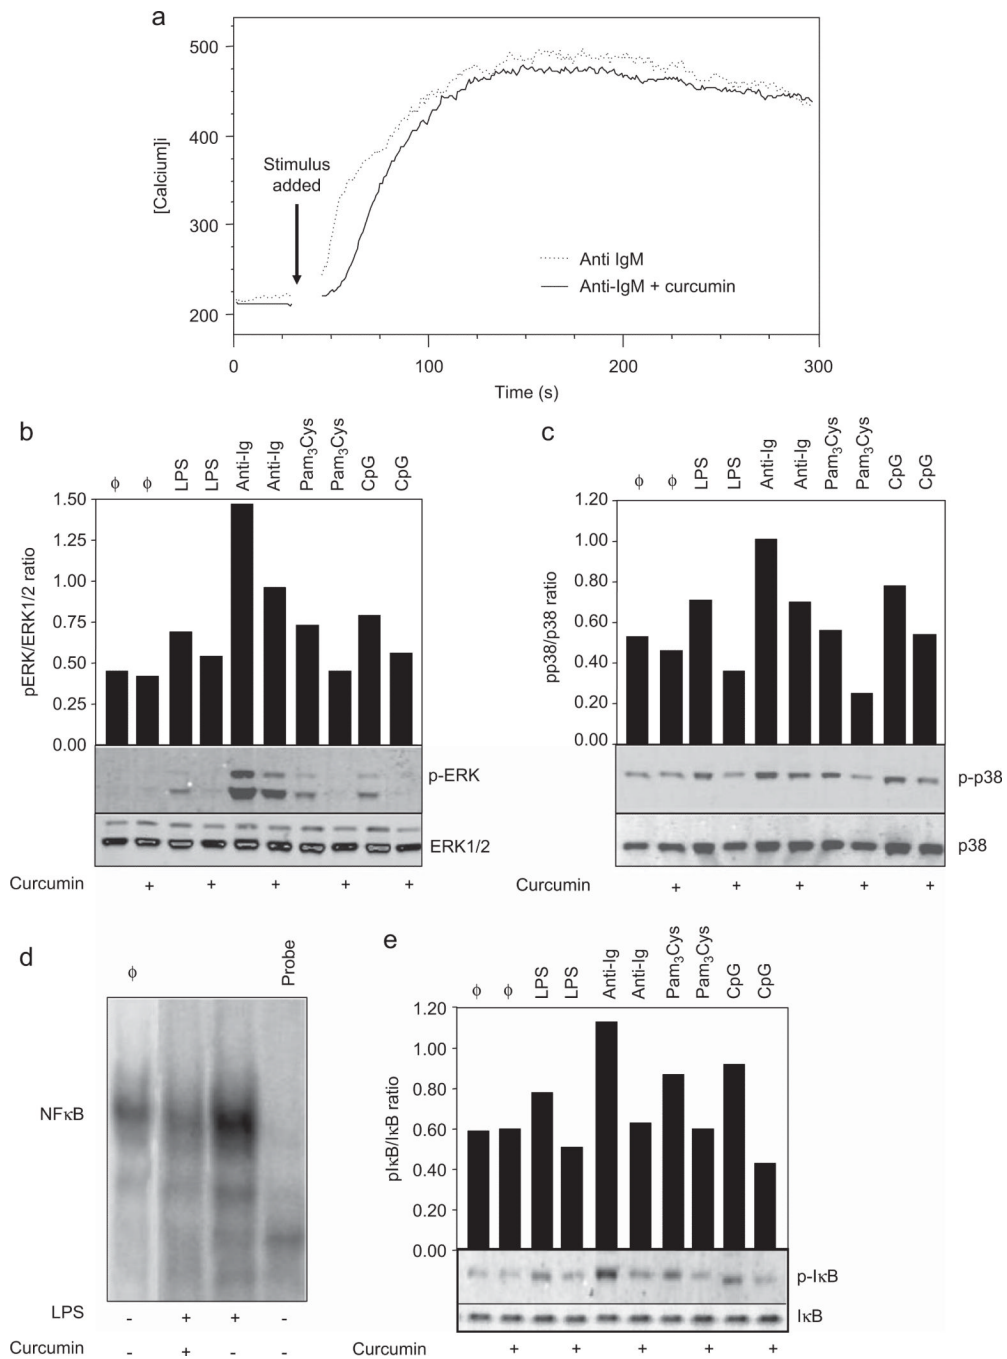 a
500
400
300
200
[Calcium]i
Stimulus
added
Anti IgM
Anti-IgM + curcumin
0 100 200 300
Time (s)
b
ϕ ϕ LPS LPS Anti-Ig Anti-Ig Pam₃Cys Pam₃Cys CpG CpG
1.50
1.25
1.00
0.75
0.50
0.25
0.00
pERK/ERK1/2 ratio
p-ERK
ERK1/2
Curcumin + + + + +
c
ϕ ϕ LPS LPS Anti-Ig Anti-Ig Pam₃Cys Pam₃Cys CpG CpG
1.20
1.00
0.80
0.60
0.40
0.20
0.00
pp38/p38 ratio
p-p38
p38
Curcumin + + + + +
d
ϕ Probe
NFκB
LPS - + + -
Curcumin - + - -
e
ϕ ϕ LPS LPS Anti-Ig Anti-Ig Pam₃Cys Pam₃Cys CpG CpG
1.20
1.00
0.80
0.60
0.40
0.20
0.00
pIκB/IκB ratio
p-IκB
IκB
Curcumin + + + + +